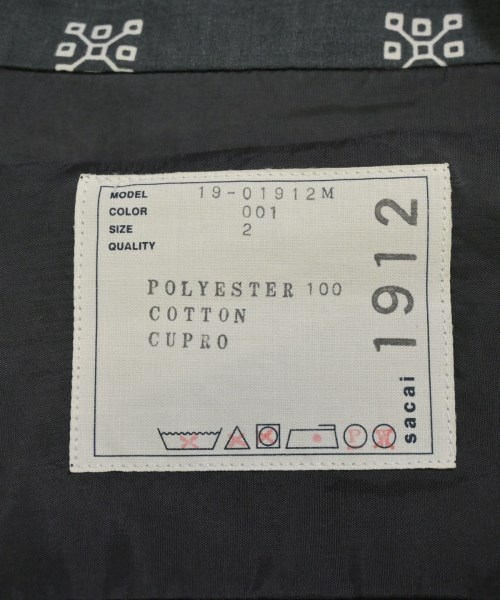 MODEL 19-01912M
COLOR 001
SIZE 2
QUALITY
POLYESTER 100
COTTON
CUPRO
P W
sacai 1912